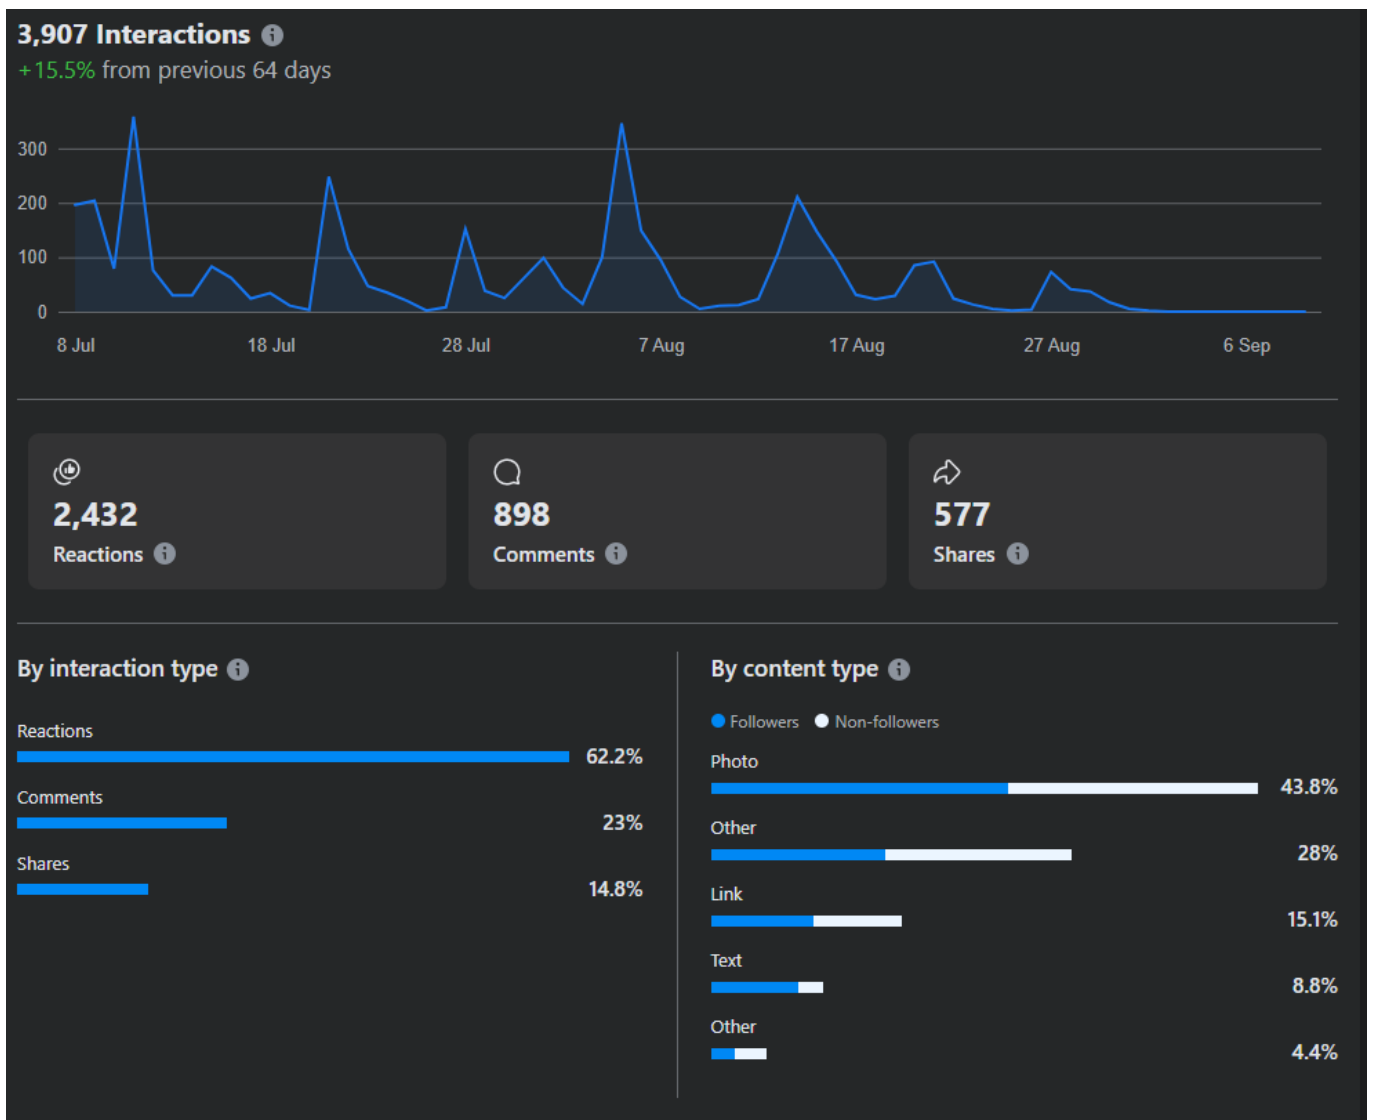 3,907 Interactions
+15.5% from previous 64 days
300
200
100
0
8 Jul 18 Jul 28 Jul 7 Aug 17 Aug 27 Aug 6 Sep
2,432
Reactions
898
Comments
577
Shares
By interaction type
Reactions
62.2%
Comments
23%
Shares
14.8%
By content type
Followers Non-followers
Photo
43.8%
Other
28%
Link
15.1%
Text
8.8%
Other
4.4%